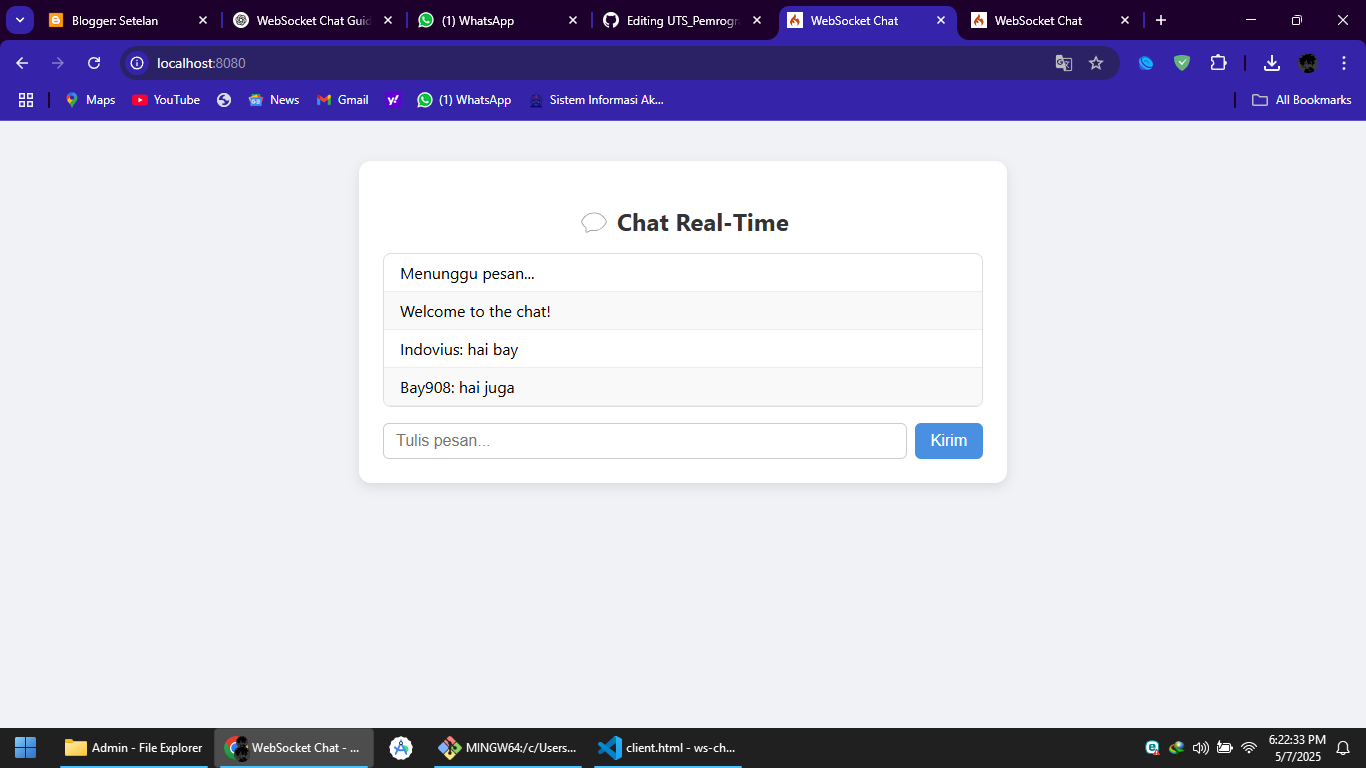 Blogger: Setelan
WebSocket Chat Guid
(1) WhatsApp
Editing UTS_Pemrogr
WebSocket Chat
WebSocket Chat
localhost:8080
Maps
YouTube
News
Gmail
(1) WhatsApp
Sistem Informasi Ak...
All Bookmarks
Chat Real-Time
Menunggu pesan...
Welcome to the chat!
Indovius: hai bay
Bay908: hai juga
Tulis pesan...
Kirim
Admin - File Explorer
WebSocket Chat - ...
MINGW64:/c/Users...
client.html - ws-ch...
6:22:33 PM
5/7/2025